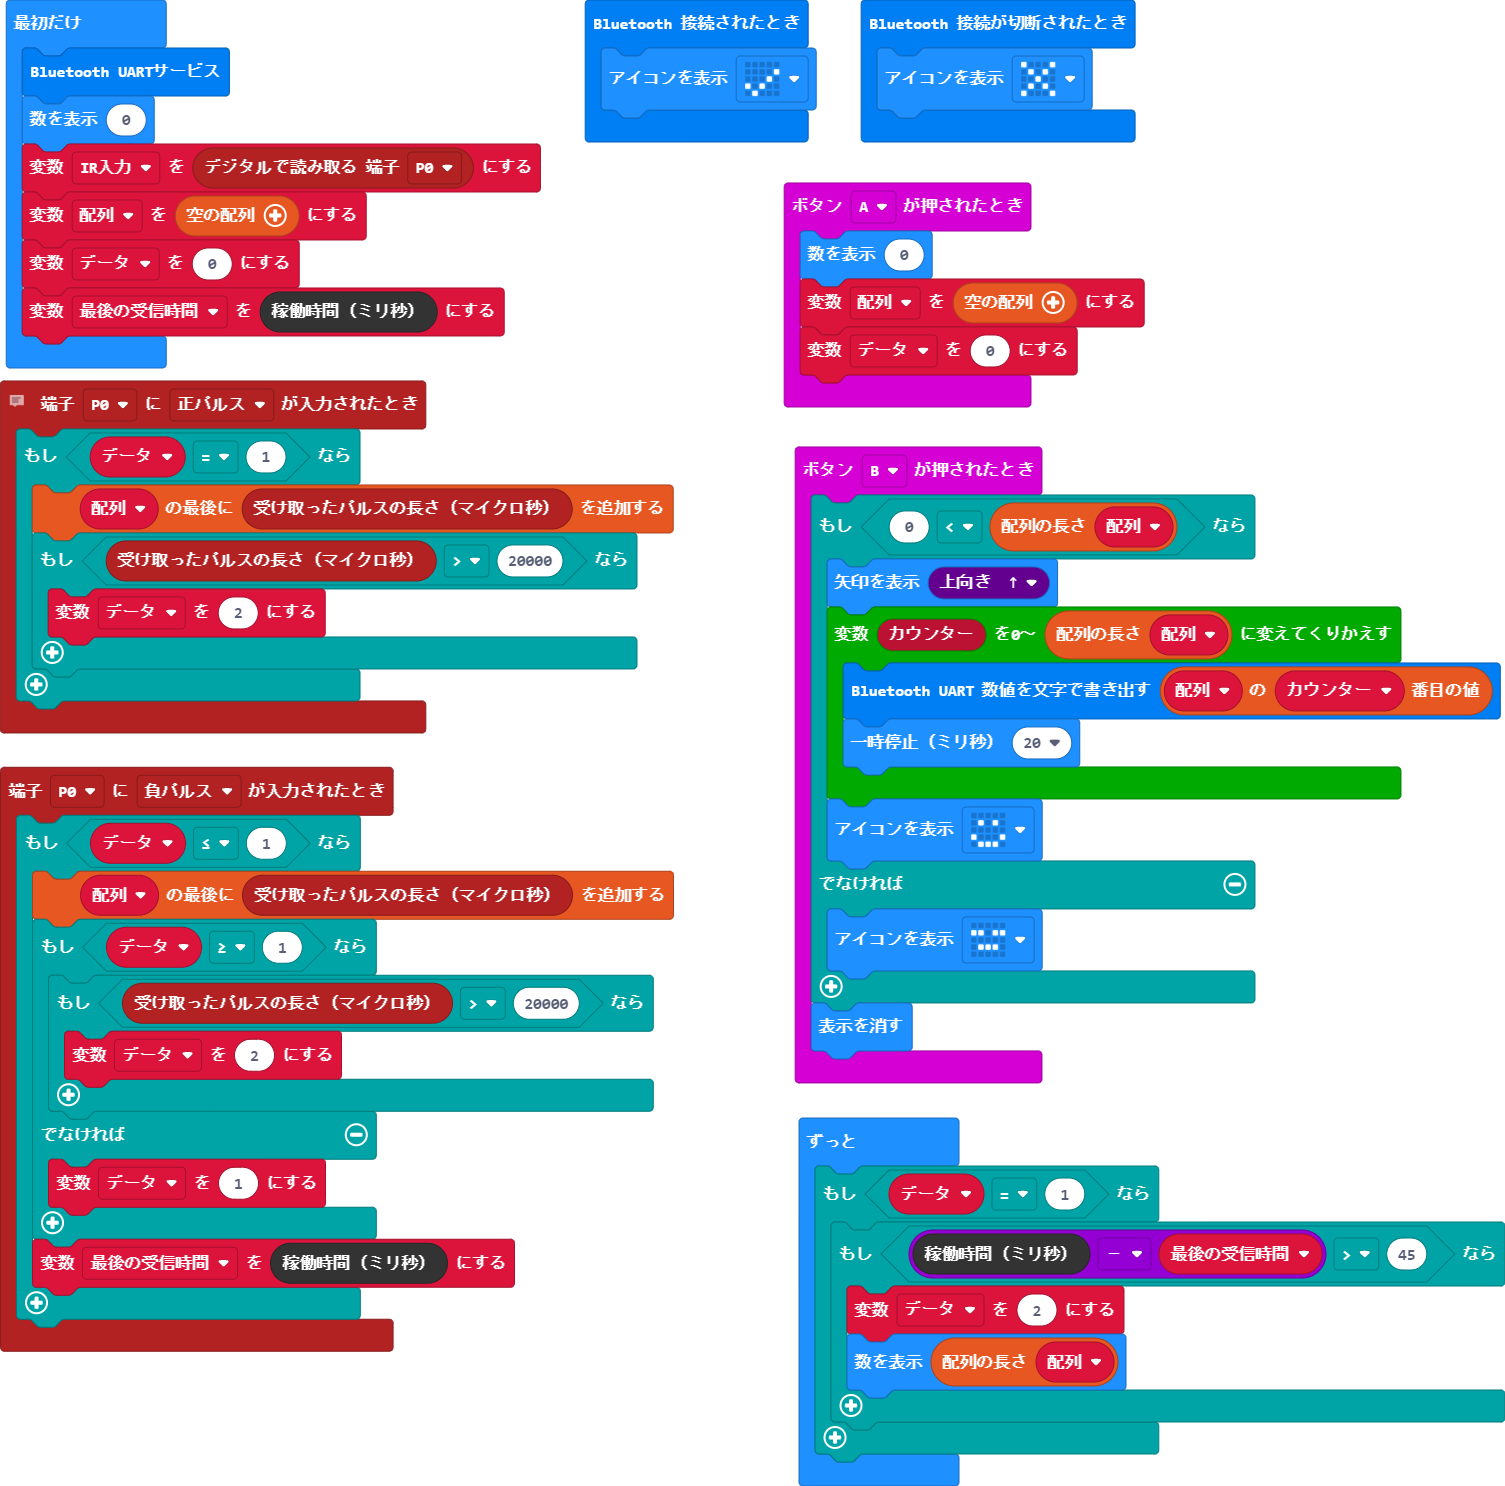 最初だけ
Bluetooth UARTサービス
数を表示 0
変数 IR入力 を デジタルで読み取る 端子 P0 にする
変数 配列 を 空の配列 にする
変数 データ を 0 にする
変数 最後の受信時間 を 稼働時間（ミリ秒） にする
Bluetooth 接続されたとき
アイコンを表示
Bluetooth 接続が切断されたとき
アイコンを表示
ボタン A が押されたとき
数を表示 0
変数 配列 を 空の配列 にする
変数 データ を 0 にする
端子 P0 に 正パルス が入力されたとき
もし データ = 1 なら
配列 の最後に 受け取ったパルスの長さ（マイクロ秒） を追加する
もし 受け取ったパルスの長さ（マイクロ秒） > 20000 なら
変数 データ を 2 にする
端子 P0 に 負パルス が入力されたとき
もし データ ≤ 1 なら
配列 の最後に 受け取ったパルスの長さ（マイクロ秒） を追加する
もし データ ≥ 1 なら
もし 受け取ったパルスの長さ（マイクロ秒） > 20000 なら
変数 データ を 2 にする
でなければ
変数 データ を 1 にする
変数 最後の受信時間 を 稼働時間（ミリ秒） にする
ボタン B が押されたとき
もし 0 < 配列の長さ 配列 なら
矢印を表示 上向き ↑
変数 カウンター を0～ 配列の長さ 配列 に変えてくりかえす
Bluetooth UART 数値を文字で書き出す 配列 の カウンター 番目の値
一時停止（ミリ秒） 20
アイコンを表示
でなければ
アイコンを表示
表示を消す
ずっと
もし データ = 1 なら
もし 稼働時間（ミリ秒） - 最後の受信時間 > 45 なら
変数 データ を 2 にする
数を表示 配列の長さ 配列